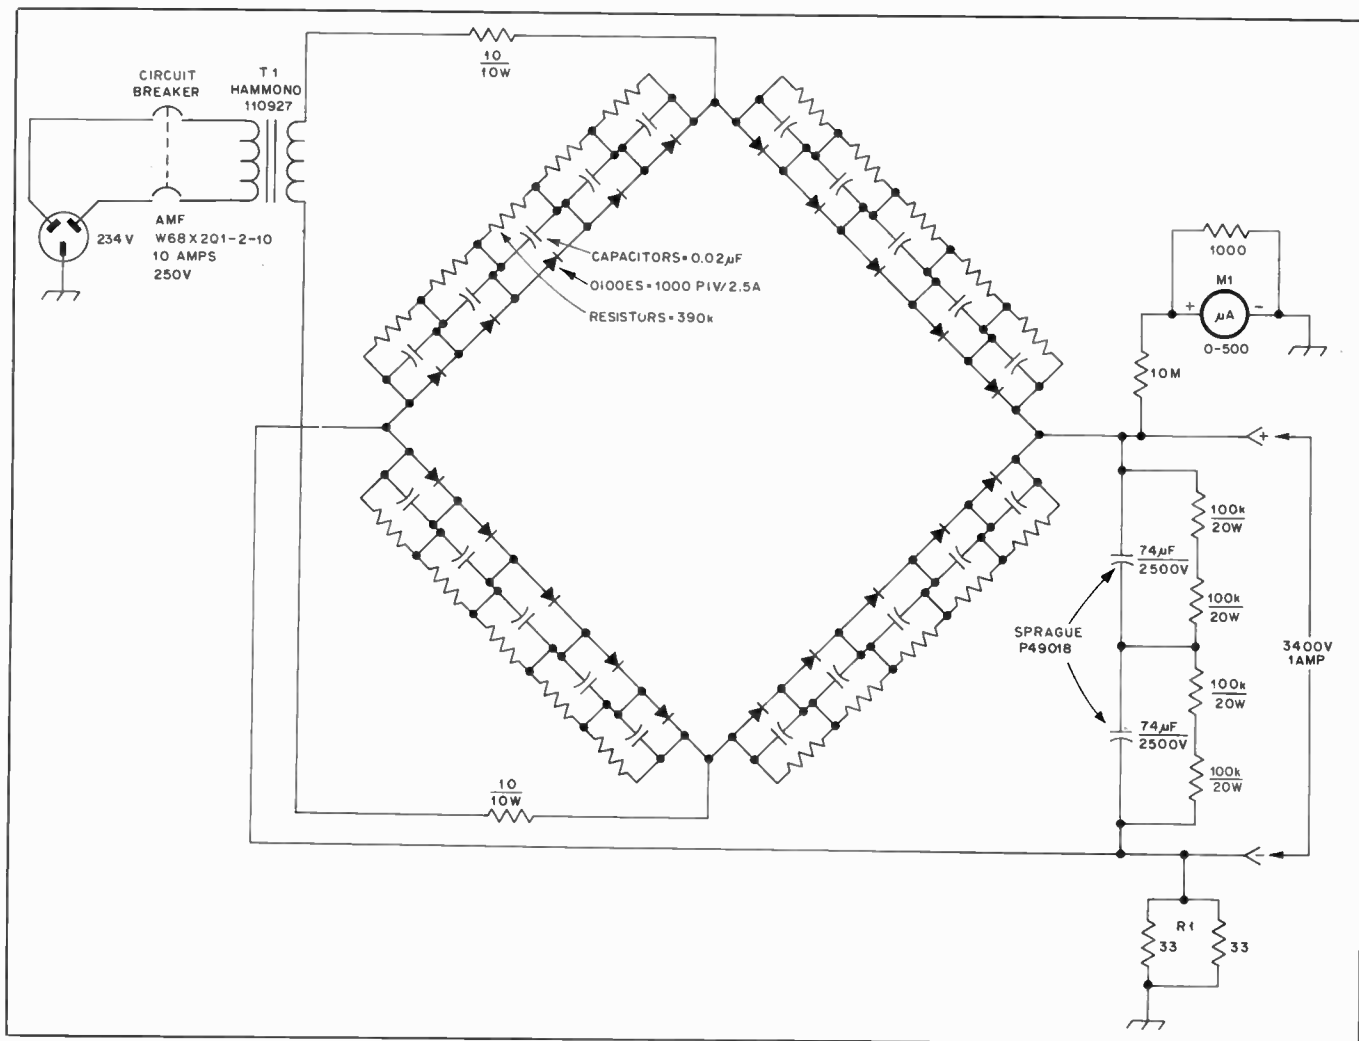 10
10W
CIRCUIT
BREAKER
T1
HAMMONO
110927
234V
AMF
W68X2Q1-2-10
10 AMPS
250V
CAPACITORS=0.02µF
OIODES=1000 PIV/2.5A
RESISTORS=390k
1000
M1
+
-
µA
0-500
10M
+
100k
20W
74µF
2500V
100k
20W
SPRAGUE
P49018
3400V
1AMP
100k
20W
74µF
2500V
100k
20W
10
10W
-
R1
33
33